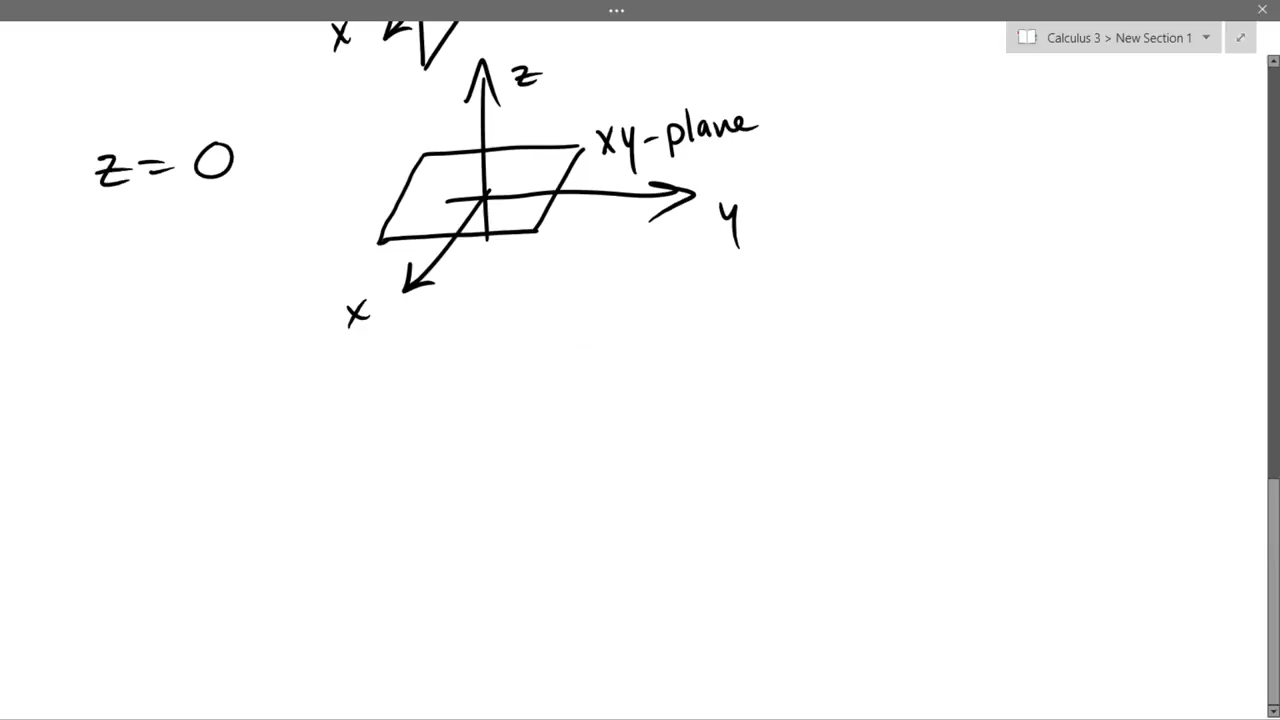 Calculus 3 > New Section 1
x
z
xy-plane
z = 0
y
x